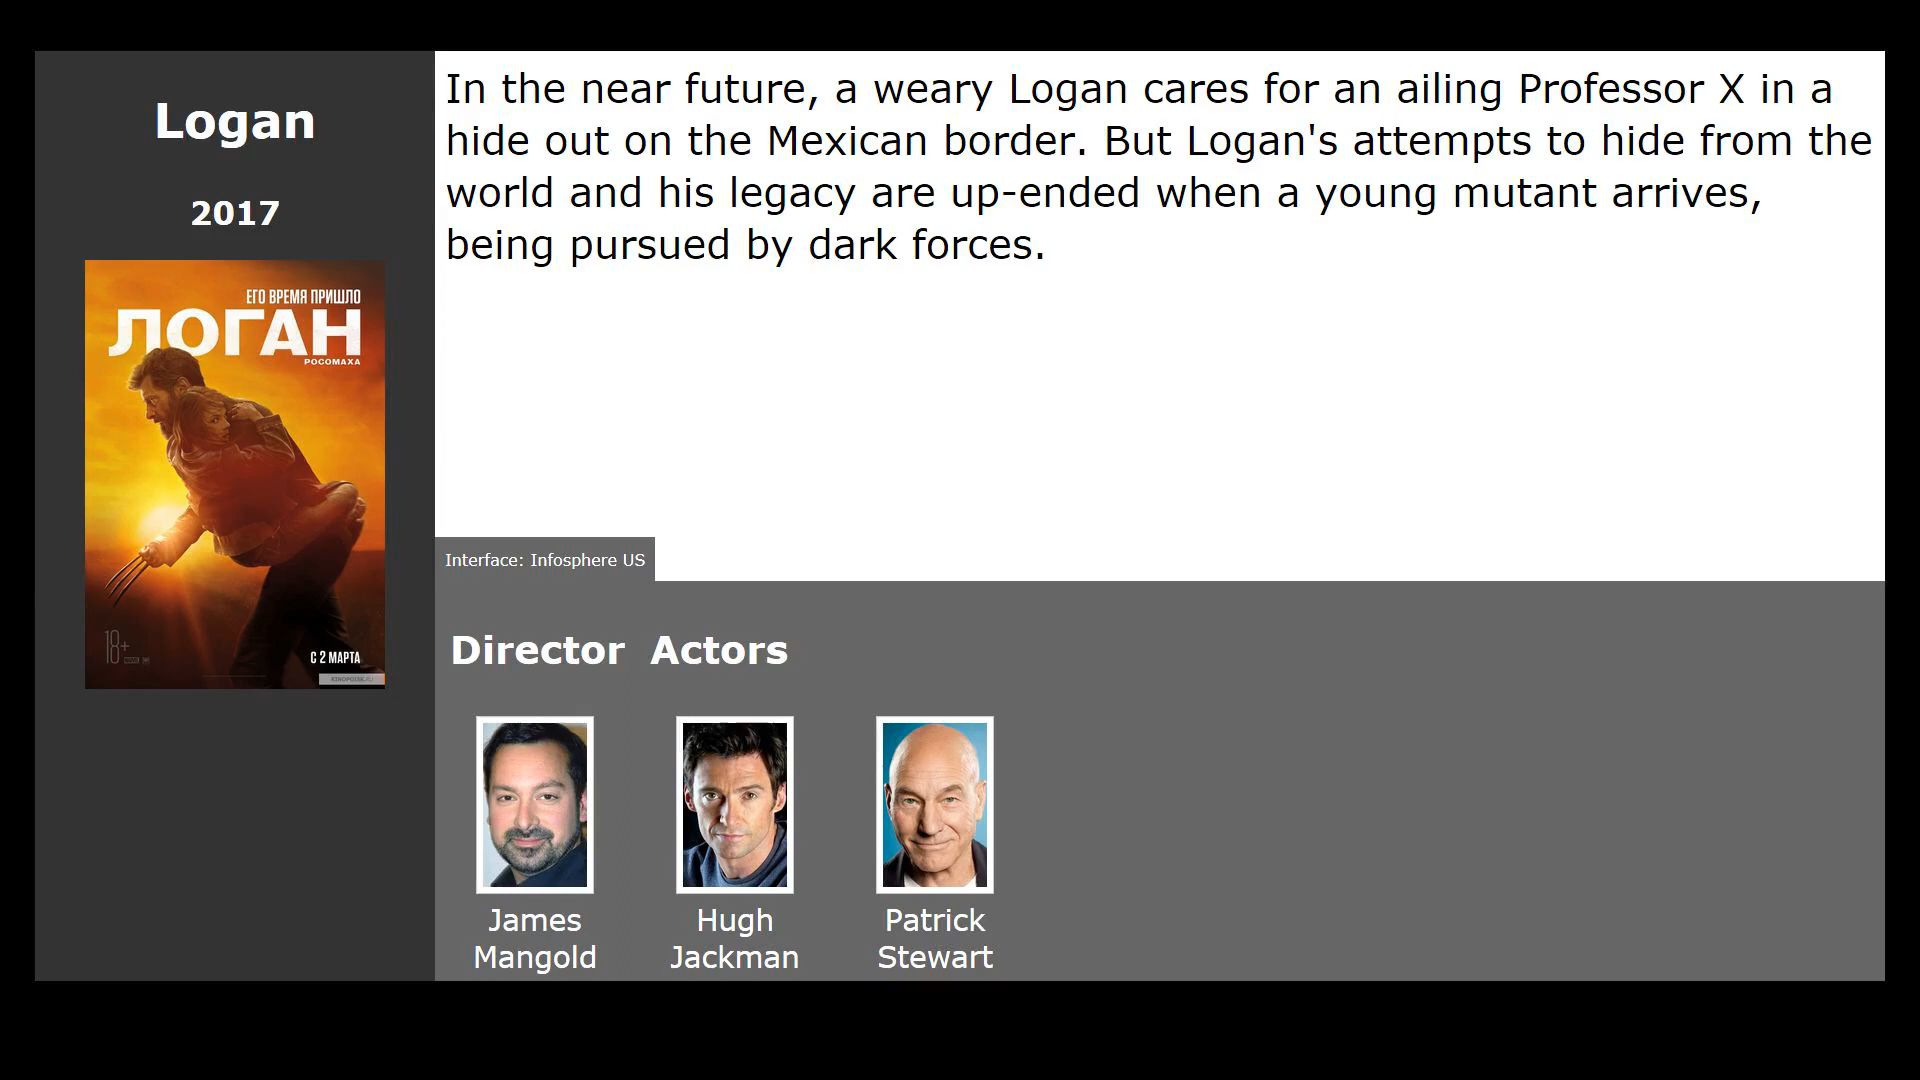 Logan
2017
ЕГО ВРЕМЯ ПРИШЛО
ЛОГАН
РОСОМАХА
18+
С 2 МАРТА
KINOPOISK.RU
In the near future, a weary Logan cares for an ailing Professor X in a
hide out on the Mexican border. But Logan's attempts to hide from the
world and his legacy are up-ended when a young mutant arrives,
being pursued by dark forces.
Interface: Infosphere US
Director Actors
James
Mangold
Hugh
Jackman
Patrick
Stewart